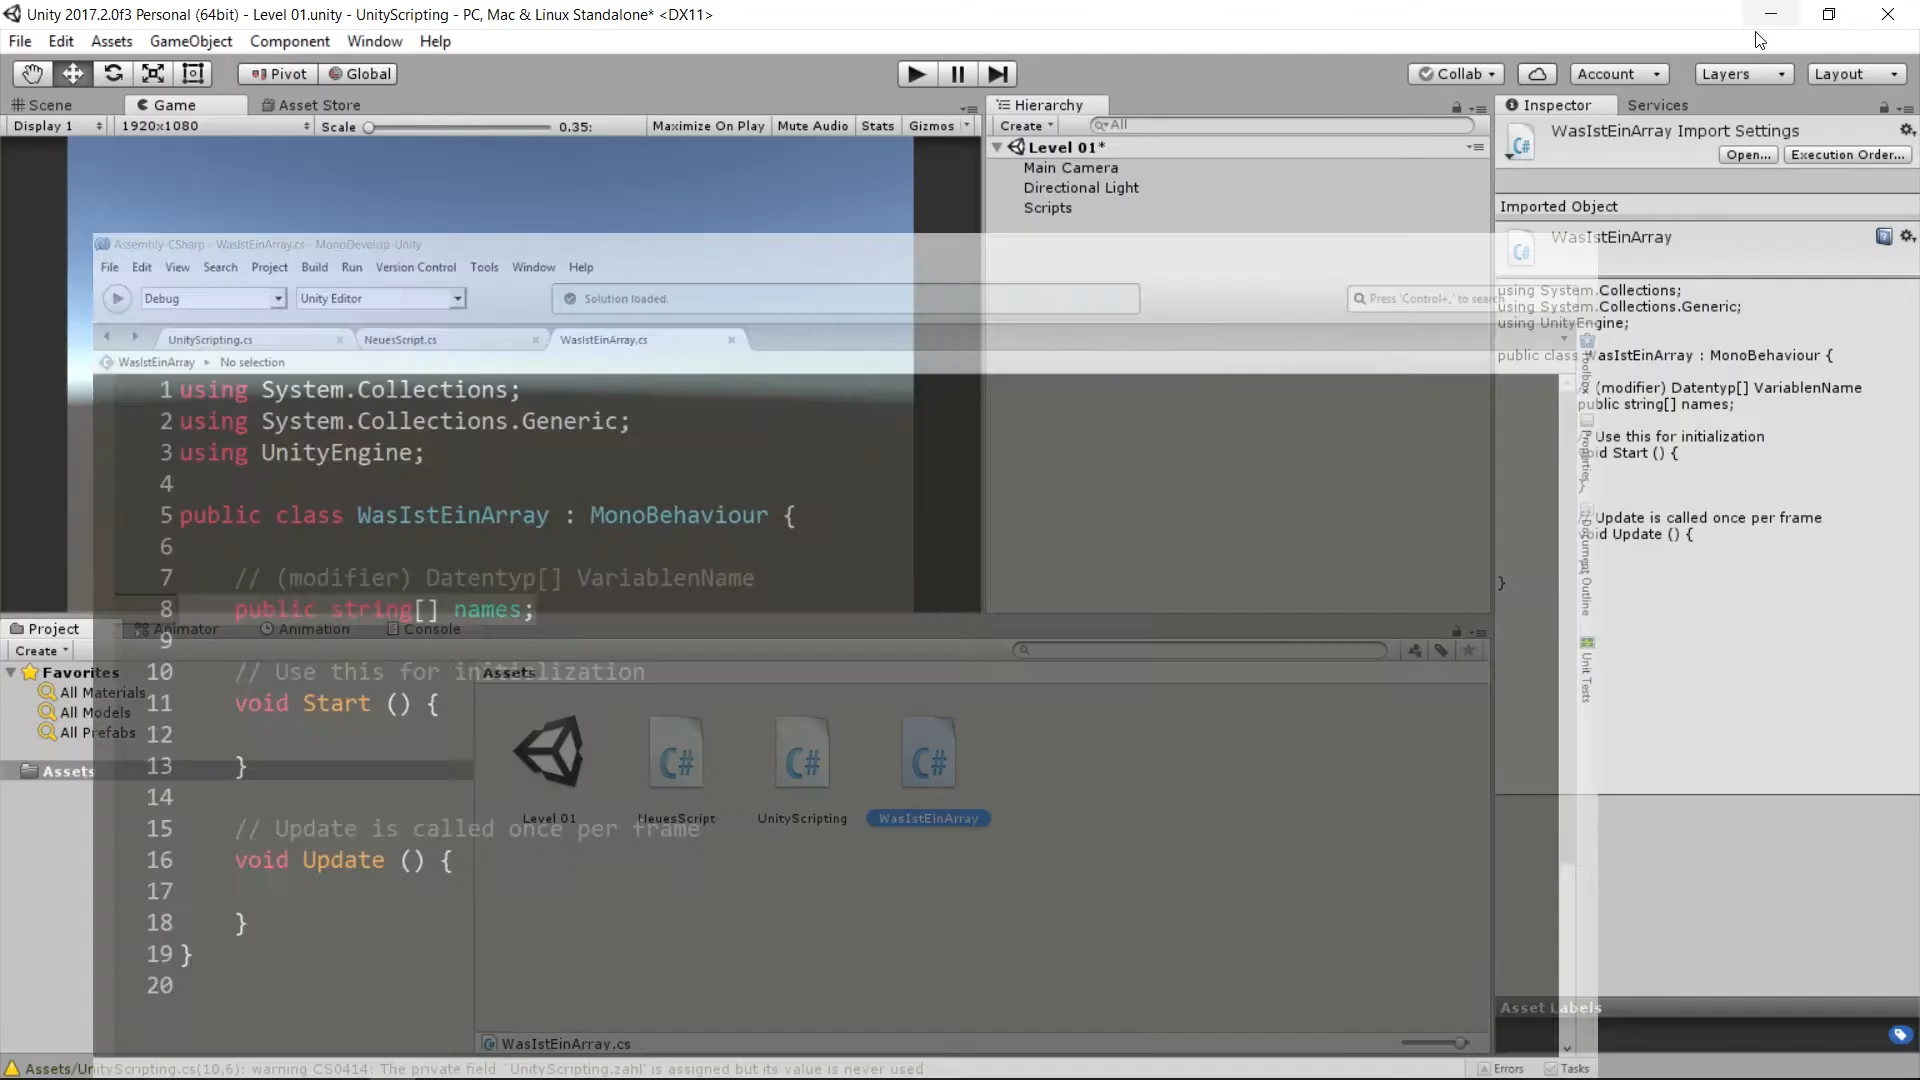 Unity 2017.2.0f3 Personal (64bit) - Level 01.unity - UnityScripting - PC, Mac & Linux Standalone* <DX11>
File Edit Assets GameObject Component Window Help
Pivot Global Collab Account Layers Layout
Scene Game Asset Store
Display 1 1920x1080 Scale 0.35: Maximize On Play Mute Audio Stats Gizmos
Hierarchy
Create All
Level 01*
Main Camera
Directional Light
Scripts
Inspector Services
WasIstEinArray Import Settings
Open... Execution Order...
Imported Object
WasIstEinArray
using System.Collections;
using System.Collections.Generic;
using UnityEngine;
public class WasIstEinArray : MonoBehaviour {
(modifier) Datentyp[] VariablenName
public string[] names;
Use this for initialization
void Start () {
}
Update is called once per frame
void Update () {
}
Assembly-CSharp - WasIstEinArray.cs - MonoDevelop-Unity
File Edit View Search Project Build Run Version Control Tools Window Help
Debug Unity Editor Solution loaded. Press 'Control+,' to search
UnityScripting.cs NeuesScript.cs WasIstEinArray.cs
WasIstEinArray No selection
1 using System.Collections;
2 using System.Collections.Generic;
3 using UnityEngine;
4
5 public class WasIstEinArray : MonoBehaviour {
6
7 // (modifier) Datentyp[] VariablenName
8 public string[] names;
9
10 // Use this for initialization
11 void Start () {
12
13 }
14
15 // Update is called once per frame
16 void Update () {
17
18 }
19 }
20
Toolbox
Properties
Document Outline
Unit Tests
Project Animator Animation Console
Create
Favorites
All Materials
All Models
All Prefabs
Assets
Assets
Level 01 NeuesScript UnityScripting WasIstEinArray
WasIstEinArray.cs
Asset Labels
Assets/UnityScripting.cs(10,6): warning CS0414: The private field `UnityScripting.zahl' is assigned but its value is never used
Errors Tasks